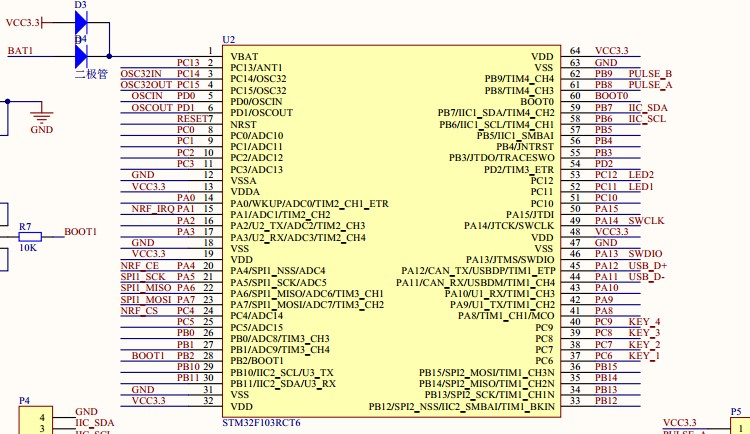 D3
U2
VCC3.3
BAT1
D4
二极管
1 VBAT VDD 64 VCC3.3
PC13 2 PC13/ANT1 VSS 63 GND
OSC32IN PC14 3 PC14/OSC32 PB9/TIM4_CH4 62 PB9 PULSE_B
OSC32OUT PC15 4 PC15/OSC32 PB8/TIM4_CH3 61 PB8 PULSE_A
OSCIN PD0 5 PD0/OSCIN BOOT0 60 BOOT0
OSCOUT PD1 6 PD1/OSCOUT PB7/IIC1_SDA/TIM4_CH2 59 PB7 IIC_SDA
RESET 7 NRST PB6/IIC1_SCL/TIM4_CH1 58 PB6 IIC_SCL
PC0 8 PC0/ADC10 PB5/IIC1_SMBAI 57 PB5
PC1 9 PC1/ADC11 PB4/JNTRST 56 PB4
PC2 10 PC2/ADC12 PB3/JTDO/TRACESWO 55 PB3
PC3 11 PC3/ADC13 PD2/TIM3_ETR 54 PD2
GND 12 VSSA PC12 53 PC12 LED2
VCC3.3 13 VDDA PC11 52 PC11 LED1
PA0 14 PA0/WKUP/ADC0/TIM2_CH1_ETR PC10 51 PC10
NRF_IRQ PA1 15 PA1/ADC1/TIM2_CH2 PA15/JTDI 50 PA15
PA2 16 PA2/U2_TX/ADC2/TIM2_CH3 PA14/JTCK/SWCLK 49 PA14 SWCLK
PA3 17 PA3/U2_RX/ADC3/TIM2_CH4 VDD 48 VCC3.3
GND 18 VSS VSS 47 GND
VCC3.3 19 VDD PA13/JTMS/SWDIO 46 PA13 SWDIO
NRF_CE PA4 20 PA4/SPI1_NSS/ADC4 PA12/CAN_TX/USBDP/TIM1_ETP 45 PA12 USB_D+
SPI1_SCK PA5 21 PA5/SPI1_SCK/ADC5 PA11/CAN_RX/USBDM/TIM1_CH4 44 PA11 USB_D-
SPI1_MISO PA6 22 PA6/SPI1_MISO/ADC6/TIM3_CH1 PA10/U1_RX/TIM1_CH3 43 PA10
SPI1_MOSI PA7 23 PA7/SPI1_MOSI/ADC7/TIM3_CH2 PA9/U1_TX/TIM1_CH2 42 PA9
NRF_CS PC4 24 PC4/ADC14 PA8/TIM1_CH1/MCO 41 PA8
PC5 25 PC5/ADC15 PC9 40 PC9 KEY_4
PB0 26 PB0/ADC8/TIM3_CH3 PC8 39 PC8 KEY_3
PB1 27 PB1/ADC9/TIM3_CH4 PC7 38 PC7 KEY_2
BOOT1 PB2 28 PB2/BOOT1 PC6 37 PC6 KEY_1
PB10 29 PB10/IIC2_SCL/U3_TX PB15/SPI2_MOSI/TIM1_CH3N 36 PB15
PB11 30 PB11/IIC2_SDA/U3_RX PB14/SPI2_MISO/TIM1_CH2N 35 PB14
GND 31 VSS PB13/SPI2_SCK/TIM1_CH1N 34 PB13
VCC3.3 32 VDD PB12/SPI2_NSS/IIC2_SMBAI/TIM1_BKIN 33 PB12
STM32F103RCT6
GND
R7
BOOT1
10K
P4
4 GND
3 IIC_SDA
IIC_SCL
P5
VCC3.3 1
PULSE_A